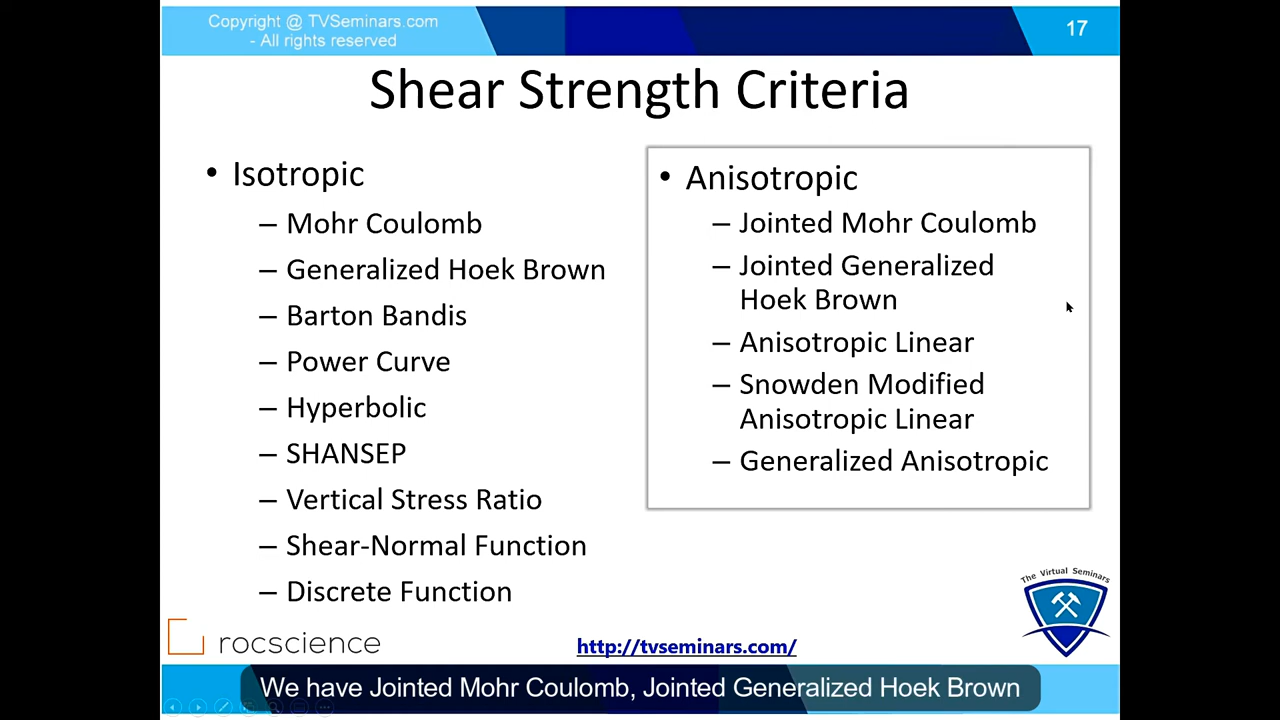 Copyright @ TVSeminars.com
- All rights reserved
17
Shear Strength Criteria
• Isotropic
– Mohr Coulomb
– Generalized Hoek Brown
– Barton Bandis
– Power Curve
– Hyperbolic
– SHANSEP
– Vertical Stress Ratio
– Shear-Normal Function
– Discrete Function
• Anisotropic
– Jointed Mohr Coulomb
– Jointed Generalized
Hoek Brown
– Anisotropic Linear
– Snowden Modified
Anisotropic Linear
– Generalized Anisotropic
The Virtual Seminars
rocscience
http://tvseminars.com/
We have Jointed Mohr Coulomb, Jointed Generalized Hoek Brown